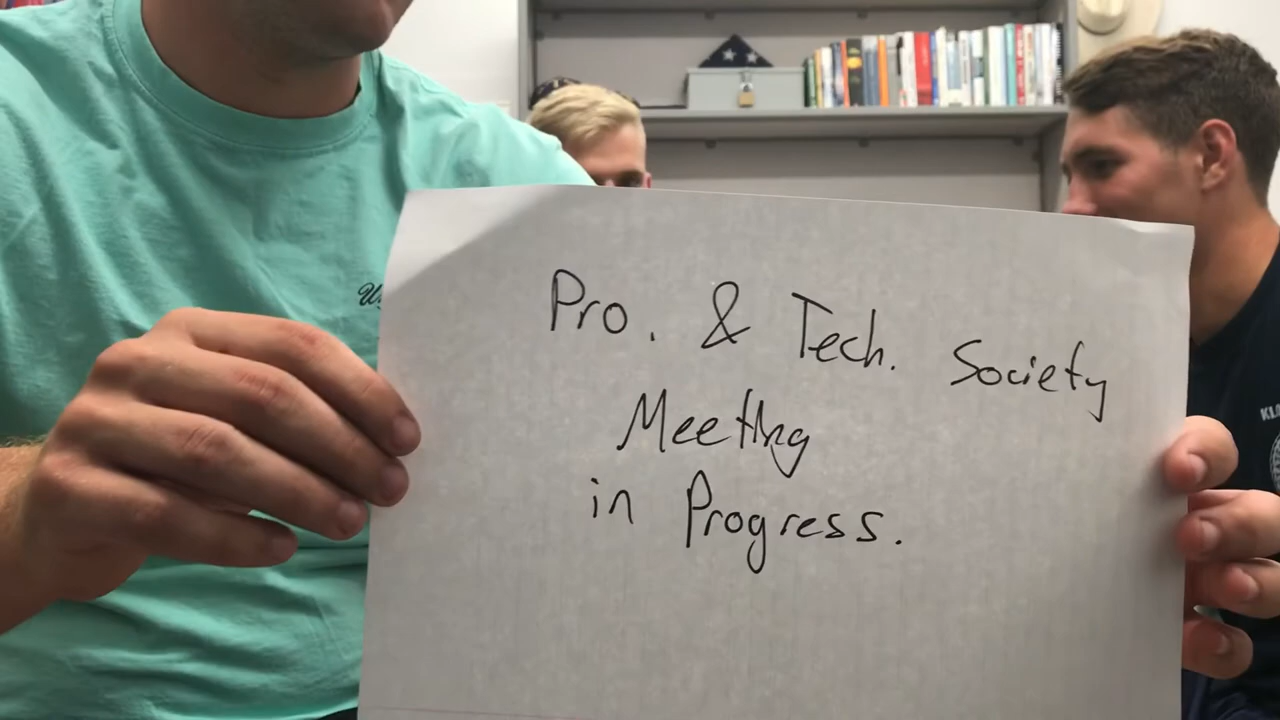 Pro. & Tech. Society
Meeting
in Progress.